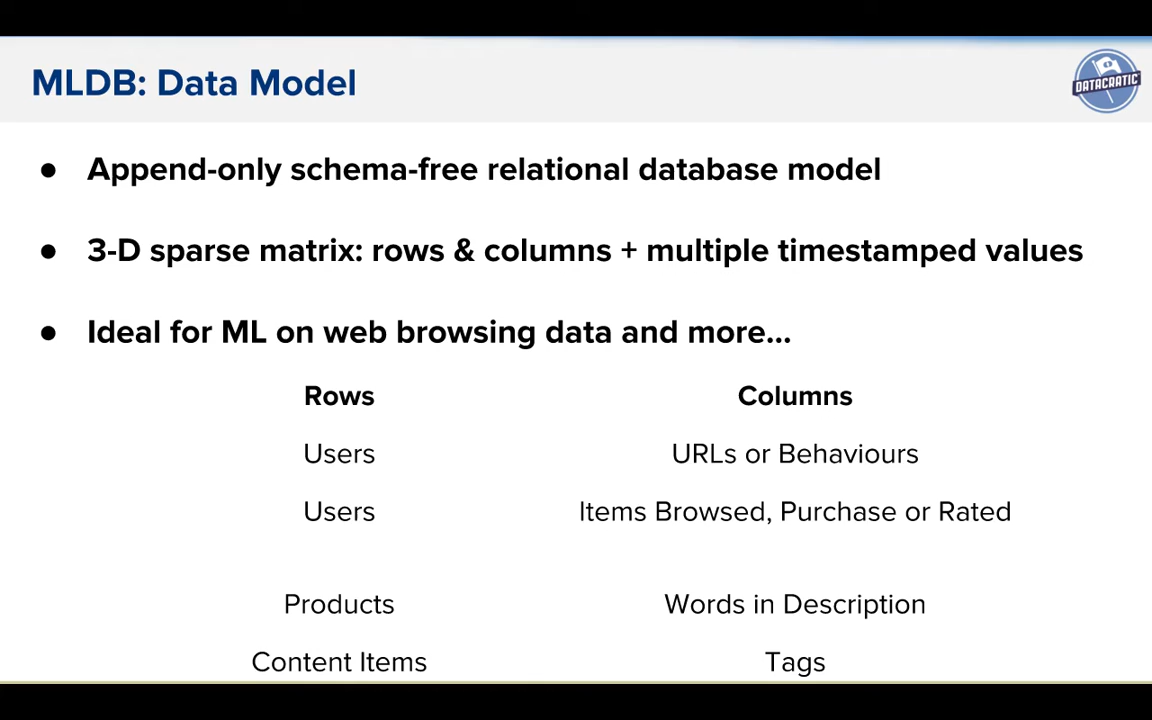 MLDB: Data Model
DATACRATIC
● Append-only schema-free relational database model
● 3-D sparse matrix: rows & columns + multiple timestamped values
● Ideal for ML on web browsing data and more...
Rows Columns
Users URLs or Behaviours
Users Items Browsed, Purchase or Rated
Products Words in Description
Content Items Tags